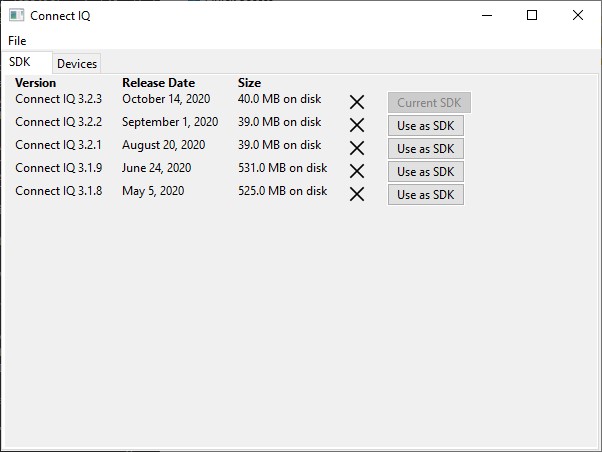 Connect IQ
File
SDK Devices
Version Release Date Size
Connect IQ 3.2.3 October 14, 2020 40.0 MB on disk Current SDK
Connect IQ 3.2.2 September 1, 2020 39.0 MB on disk Use as SDK
Connect IQ 3.2.1 August 20, 2020 39.0 MB on disk Use as SDK
Connect IQ 3.1.9 June 24, 2020 531.0 MB on disk Use as SDK
Connect IQ 3.1.8 May 5, 2020 525.0 MB on disk Use as SDK